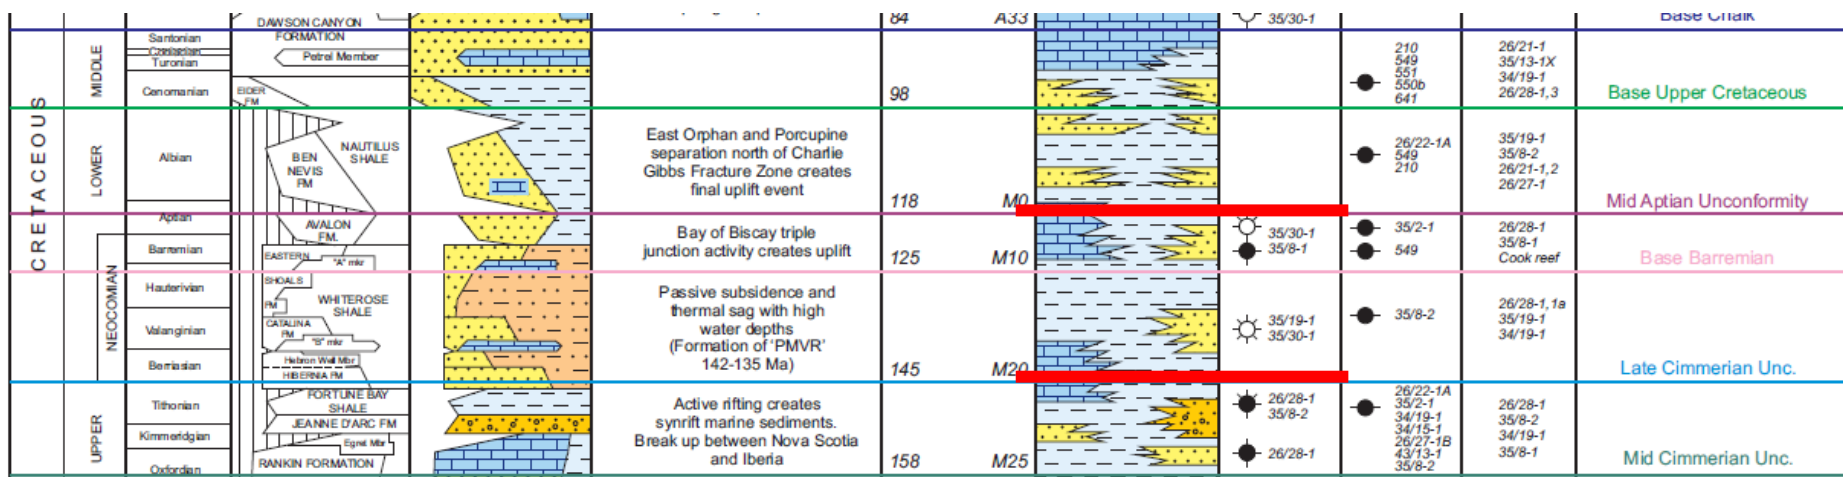 DAWSON CANYON
FORMATION
84
A33
35/30-1
Base Chalk
CRETACEOUS
MIDDLE
Santonian
Coniacian
Turonian
Petrel Member
Cenomanian
EIDER
FM
98
210
549
551
550b
641
26/21-1
35/13-1X
34/19-1
26/28-1,3
Base Upper Cretaceous
LOWER
Albian
BEN
NEVIS
FM
NAUTILUS
SHALE
East Orphan and Porcupine
separation north of Charlie
Gibbs Fracture Zone creates
final uplift event
118
M0
26/22-1A
549
210
35/19-1
35/8-2
26/21-1,2
26/27-1
Mid Aptian Unconformity
Aptian
AVALON
FM.
NEOCOMIAN
Barremian
EASTERN
"A" mkr
Bay of Biscay triple
junction activity creates uplift
125
M10
35/30-1
35/8-1
35/2-1
549
26/28-1
35/8-1
Cook reef
Base Barremian
Hauterivian
SHOALS
FM
WHITEROSE
SHALE
Valanginian
CATALINA
FM
"B" mkr
Berriasian
Hebron Well Mbr
HIBERNIA FM
Passive subsidence and
thermal sag with high
water depths
(Formation of 'PMVR'
142-135 Ma)
145
M20
35/19-1
35/30-1
35/8-2
26/28-1,1a
35/19-1
34/19-1
Late Cimmerian Unc.
UPPER
Tithonian
FORTUNE BAY
SHALE
JEANNE D'ARC FM
Kimmeridgian
Egret Mbr
Oxfordian
RANKIN FORMATION
Active rifting creates
synrift marine sediments.
Break up between Nova Scotia
and Iberia
158
M25
26/28-1
35/8-2
26/28-1
26/22-1A
35/2-1
34/19-1
34/15-1
26/27-1B
43/13-1
35/8-2
26/28-1
35/8-2
34/19-1
35/8-1
Mid Cimmerian Unc.